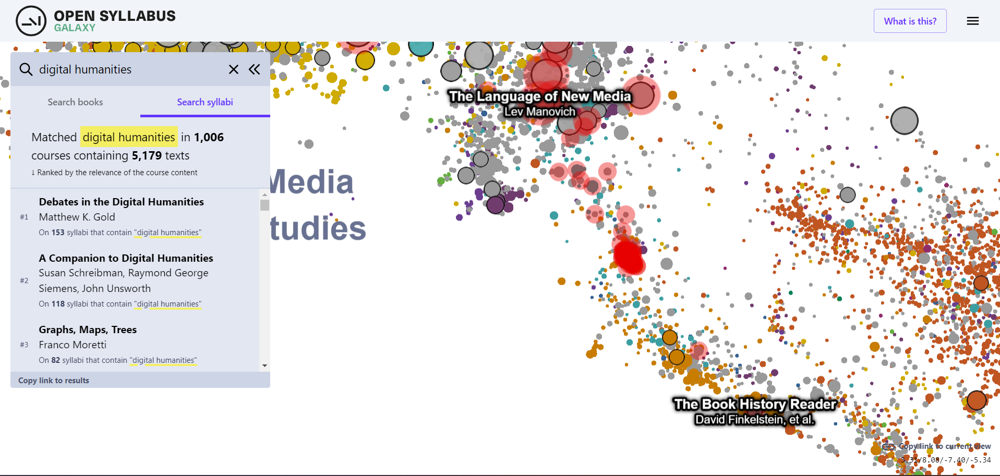 OPEN SYLLABUS
GALAXY
What is this?
digital humanities
Search books
Search syllabi
Matched digital humanities in 1,006
courses containing 5,179 texts
↓ Ranked by the relevance of the course content
#1
Debates in the Digital Humanities
Matthew K. Gold
On 153 syllabi that contain "digital humanities"
#2
A Companion to Digital Humanities
Susan Schreibman, Raymond George
Siemens, John Unsworth
On 118 syllabi that contain "digital humanities"
#3
Graphs, Maps, Trees
Franco Moretti
On 82 syllabi that contain "digital humanities"
Copy link to results
Media
tudies
The Language of New Media
Lev Manovich
The Book History Reader
David Finkelstein, et al.
Copy link to current view
3.31/8.08/-7.40/-5.34